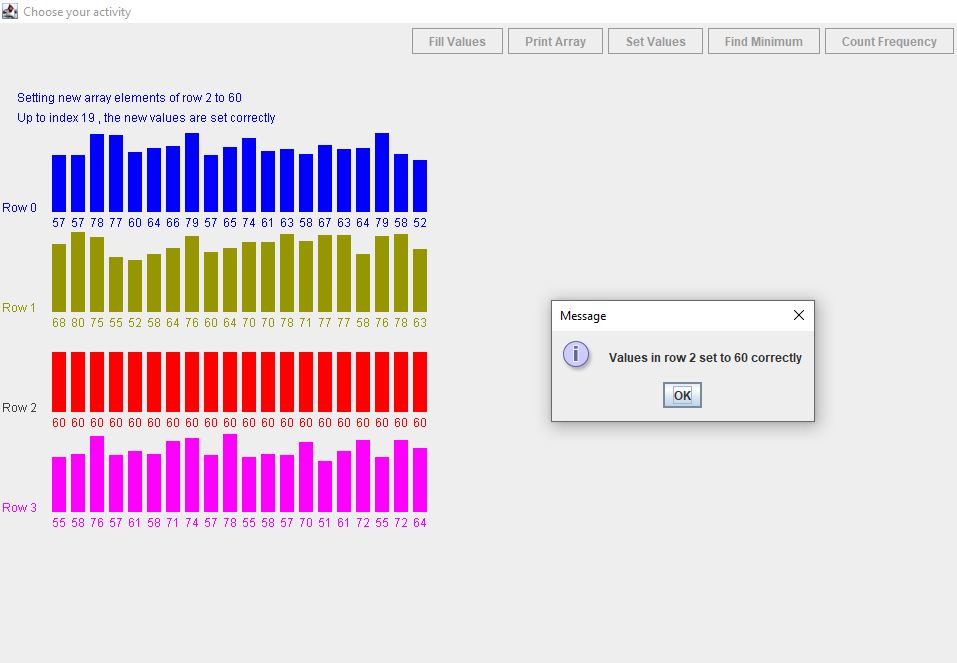 Choose your activity
Fill Values Print Array Set Values Find Minimum Count Frequency
Setting new array elements of row 2 to 60
Up to index 19 , the new values are set correctly
Row 0
57 57 78 77 60 64 66 79 57 65 74 61 63 58 67 63 64 79 58 52
Row 1
68 80 75 55 52 58 64 76 60 64 70 70 78 71 77 77 58 76 78 63
Message
i
Values in row 2 set to 60 correctly
OK
Row 2
60 60 60 60 60 60 60 60 60 60 60 60 60 60 60 60 60 60 60 60
Row 3
55 58 76 57 61 58 71 74 57 78 55 58 57 70 51 61 72 55 72 64